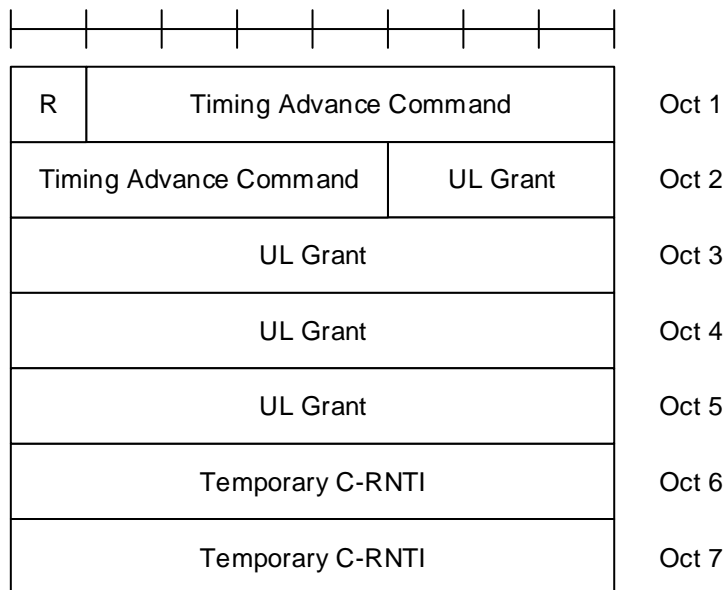 R Timing Advance Command Oct 1
Timing Advance Command UL Grant Oct 2
UL Grant Oct 3
UL Grant Oct 4
UL Grant Oct 5
Temporary C-RNTI Oct 6
Temporary C-RNTI Oct 7